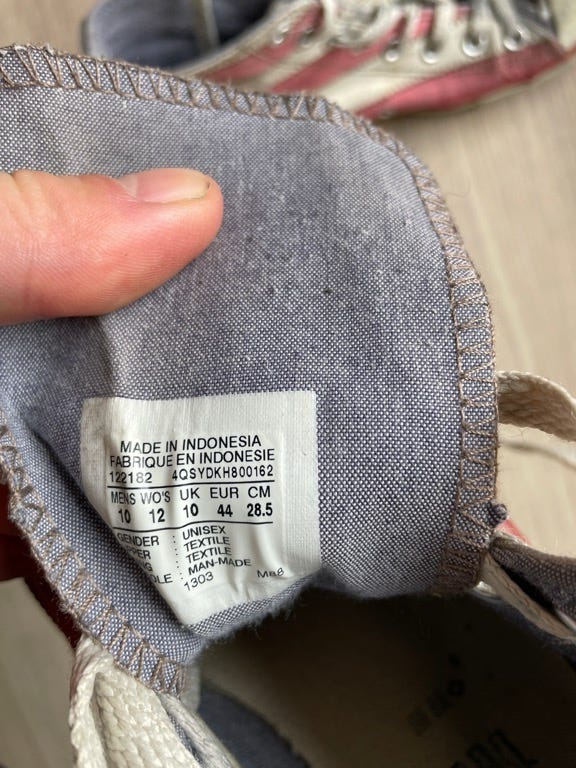 MADE IN INDONESIA
FABRIQUE EN INDONESIE
122182 4QSYDKH800162
MENS WO'S UK EUR CM
10 12 10 44 28.5
GENDER : UNISEX
UPPER : TEXTILE
: TEXTILE
: MAN-MADE
1303